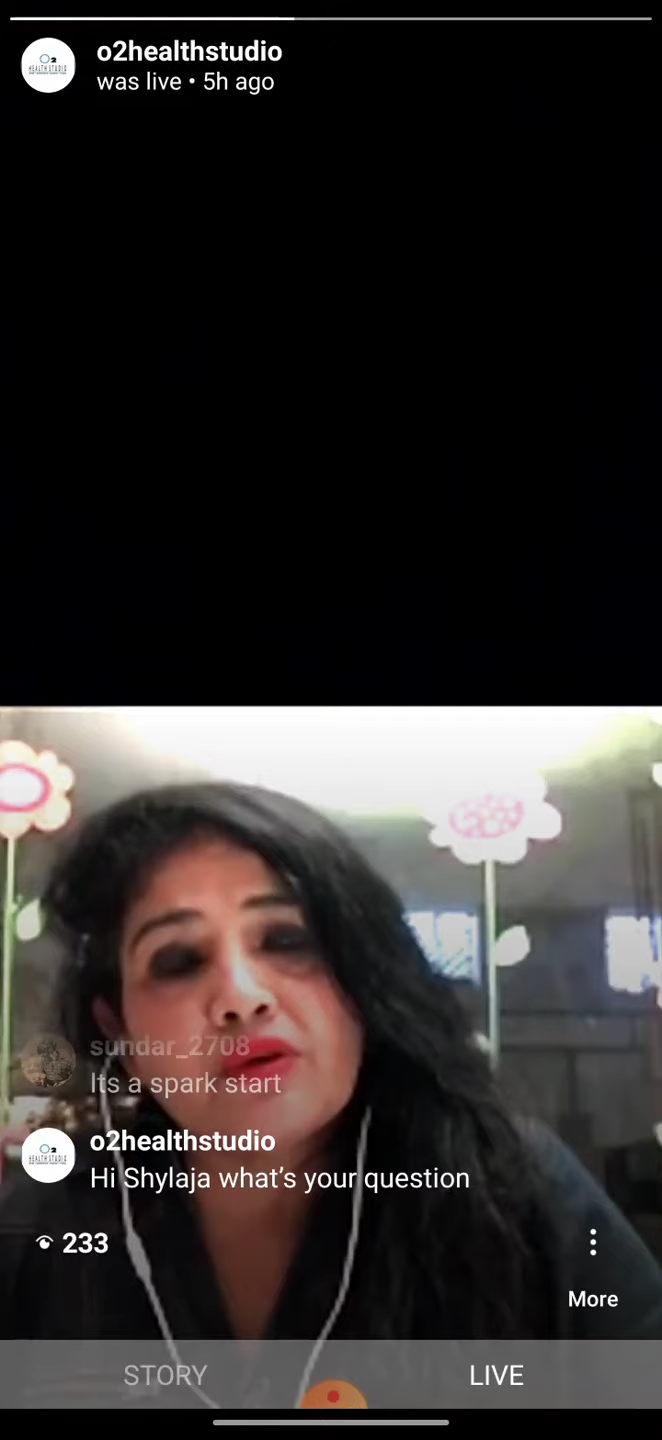 o2healthstudio
was live • 5h ago
sundar_2708
Its a spark start
o2healthstudio
Hi Shylaja what’s your question
233
More
STORY
LIVE